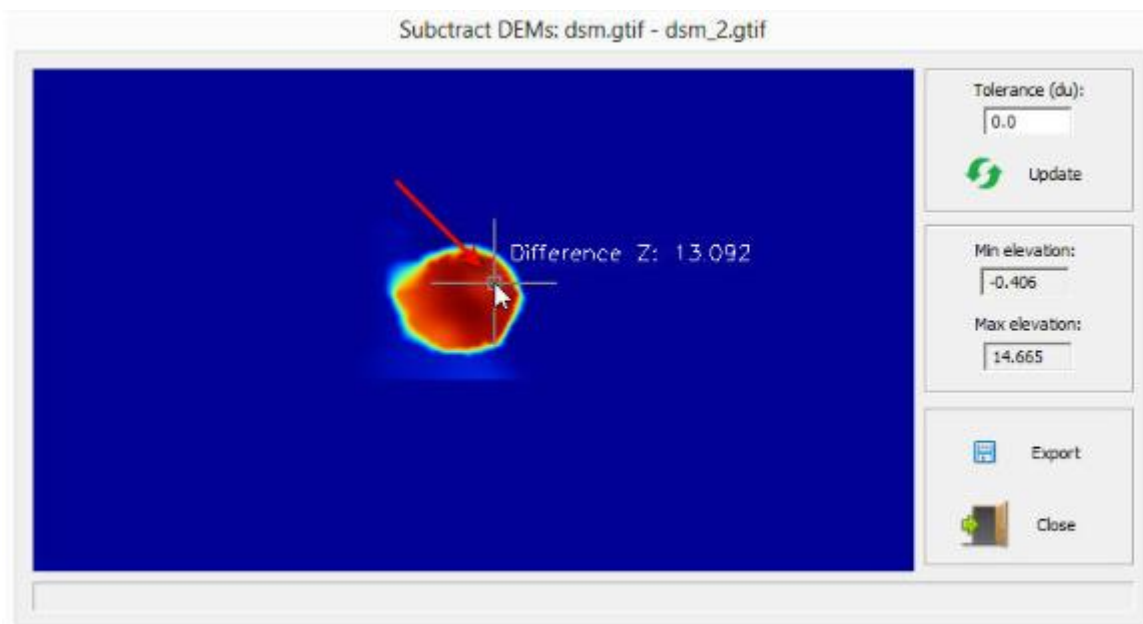 Subctract DEMs: dsm.gtif - dsm_2.gtif
Tolerance (du):
0.0
Update
Difference Z: 13.092
Min elevation:
-0.406
Max elevation:
14.665
Export
Close